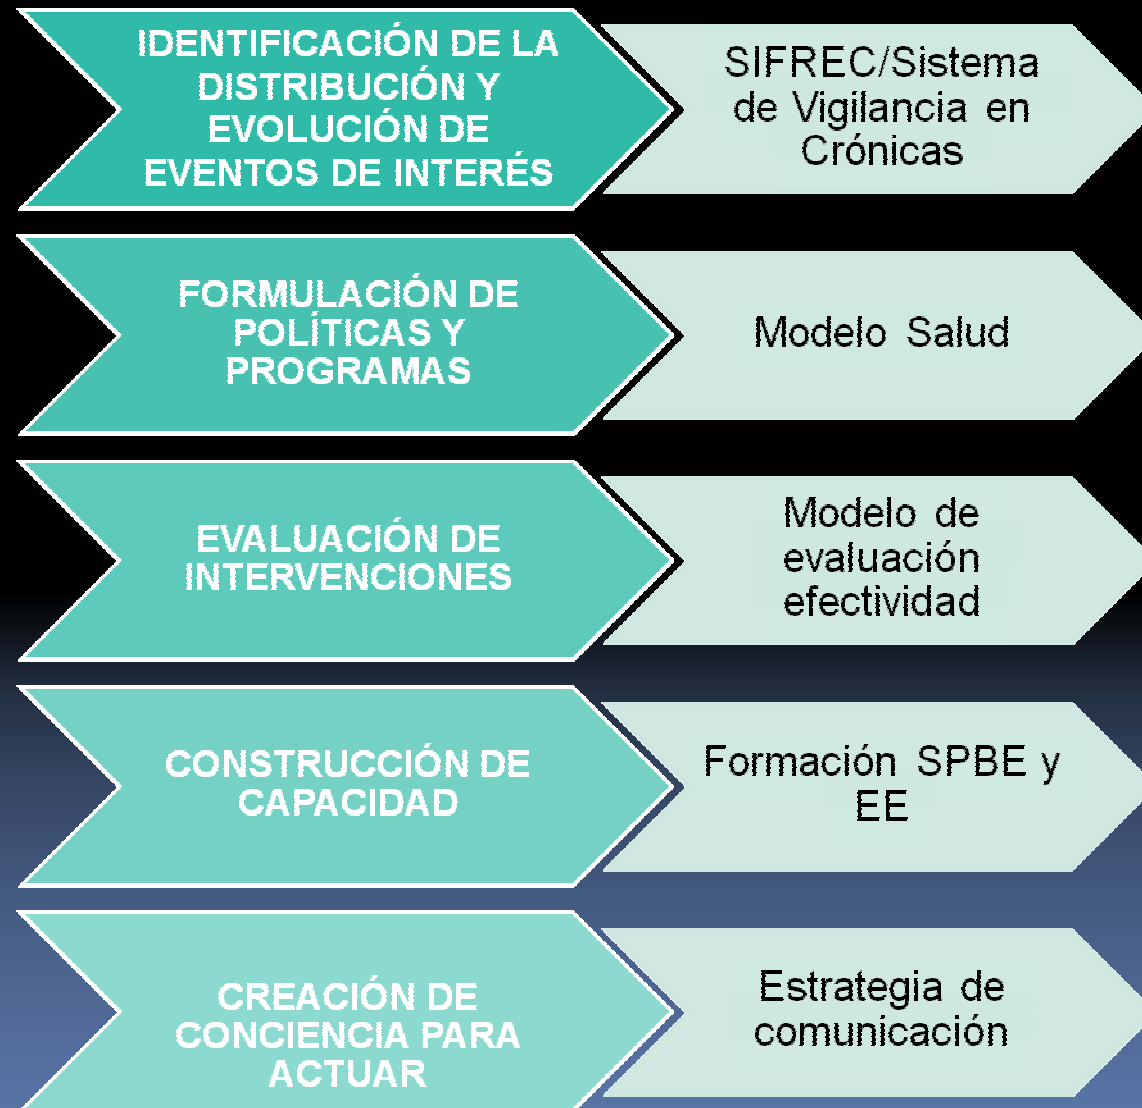 IDENTIFICACIÓN DE LA
DISTRIBUCIÓN Y
EVOLUCIÓN DE
EVENTOS DE INTERÉS
SIFREC/Sistema
de Vigilancia en
Crónicas
FORMULACIÓN DE
POLÍTICAS Y
PROGRAMAS
Modelo Salud
EVALUACIÓN DE
INTERVENCIONES
Modelo de
evaluación
efectividad
CONSTRUCCIÓN DE
CAPACIDAD
Formación SPBE y
EE
CREACIÓN DE
CONCIENCIA PARA
ACTUAR
Estrategia de
comunicación